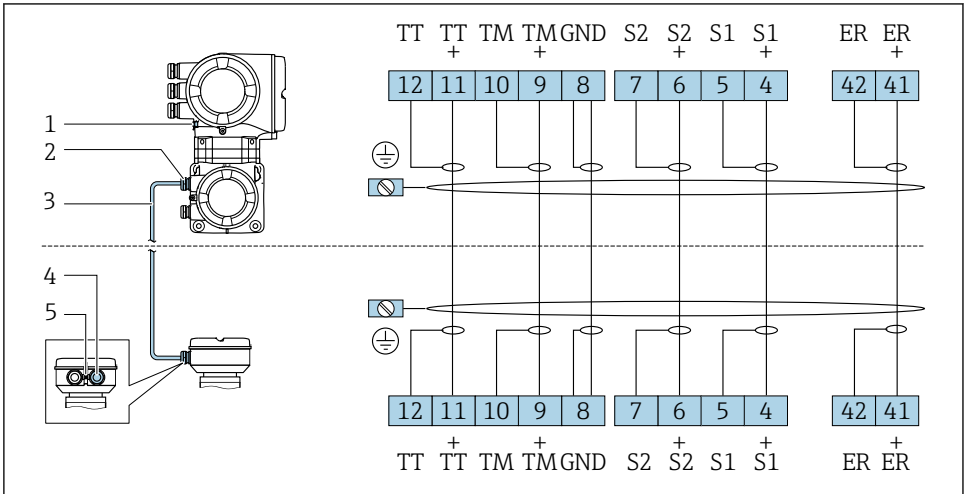 TT TT TM TM GND S2 S2 S1 S1 ER ER
+ + + + +
12 11 10 9 8 7 6 5 4 42 41
1
2
3
4
5
12 11 10 9 8 7 6 5 4 42 41
+ + + + +
TT TT TM TM GND S2 S2 S1 S1 ER ER